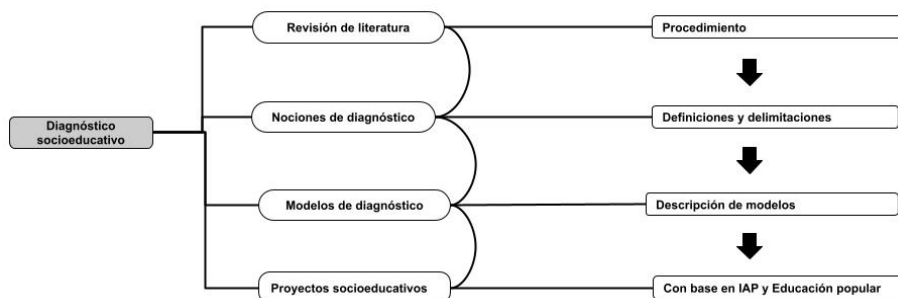 Revisión de literatura
Procedimiento
Nociones de diagnóstico
Definiciones y delimitaciones
Diagnóstico
socioeducativo
Modelos de diagnóstico
Descripción de modelos
Proyectos socioeducativos
Con base en IAP y Educación popular